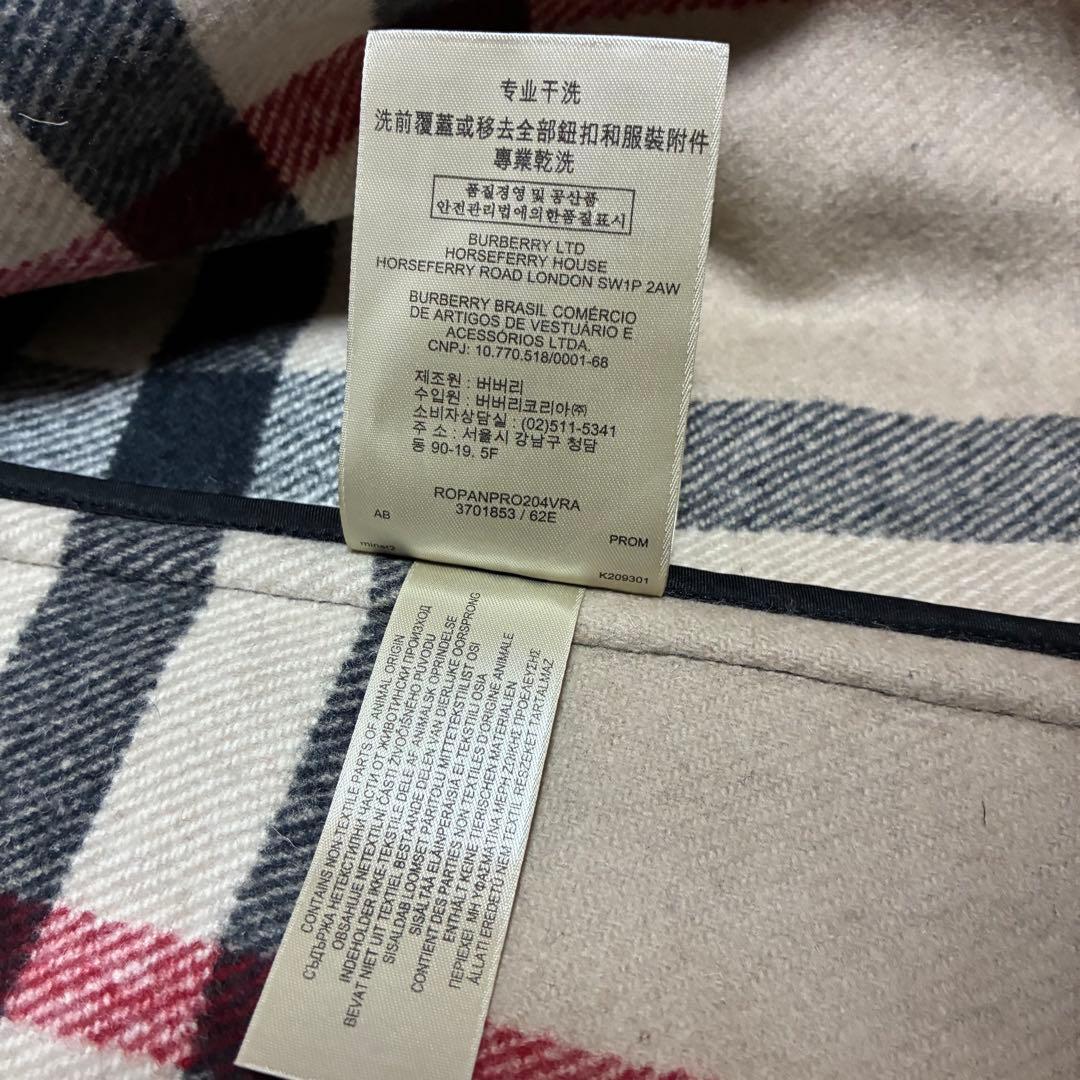 专业干洗
洗前覆蓋或移去全部鈕扣和服裝附件
專業乾洗
품질경영 및 공산품
안전관리법에의한품질표시
BURBERRY LTD
HORSEFERRY HOUSE
HORSEFERRY ROAD LONDON SW1P 2AW
BURBERRY BRASIL COMÉRCIO
DE ARTIGOS DE VESTUÁRIO E
ACESSÓRIOS LTDA.
CNPJ: 10.770.518/0001-68
제조원 : 버버리
수입원 : 버버리코리아㈜
소비자상담실 : (02)511-5341
주소 : 서울시 강남구 청담
동 90-19. 5F
ROPANPRO204VRA
3701853 / 62E
AB
PROM
K209301
CONTAINS NON-TEXTILE PARTS OF ANIMAL ORIGIN
СЪДЪРЖА НЕТЕКСТИЛНИ ЧАСТИ ОТ ЖИВОТИНСКИ ПРОИЗХОД
OBSAHUJE NETEXTILNÍ ČÁSTI ŽIVOČIŠNÉHO PŮVODU
INDEHOLDER IKKE-TEKSTILE DELE AF ANIMALSK OPRINDELSE
BEVAT NIET UIT TEXTIEL BESTAANDE DELEN VAN DIERLIJKE OORSPRONG
SISALDAB LOOMSET PÄRITOLU MITTETEKSTIILIST OSI
SISÄLTÄÄ ELÄINPERÄISIÄ EI TEKSTIILI OSIA
CONTIENT DES PARTIES NON TEXTILES D'ORIGINE ANIMALE
ENTHÄLT KEINE TIERISCHEN MATERIALIEN
ΠΕΡΙΕΧΕΙ ΜΗ ΥΦΑΣΜΑΤΙΝΑ ΜΕΡΗ ΖΩΙΚΗΣ ΠΡΟΕΛΕΥΣΗΣ
ÁLLATI EREDETŰ NEM TEXTIL RÉSZEKET TARTALMAZ